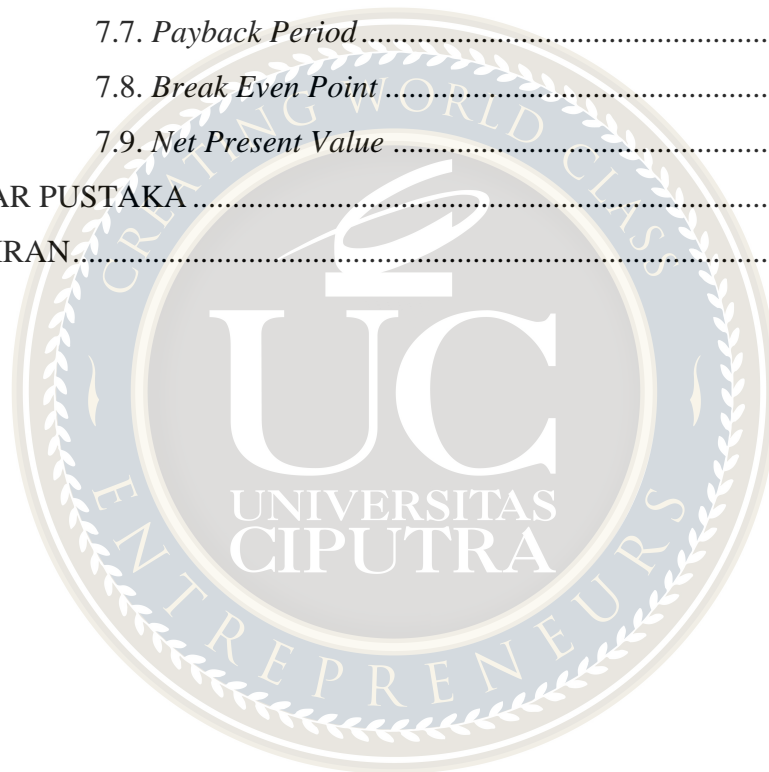 7.7. Payback Period........................................................
7.8. Break Even Point ....................................................
7.9. Net Present Value ...................................................
AR PUSTAKA ...............................................................................
IRAN................................................................................................
CREATING WORLD CLASS
UC
UNIVERSITAS
CIPUTRA
ENTREPRENEURS